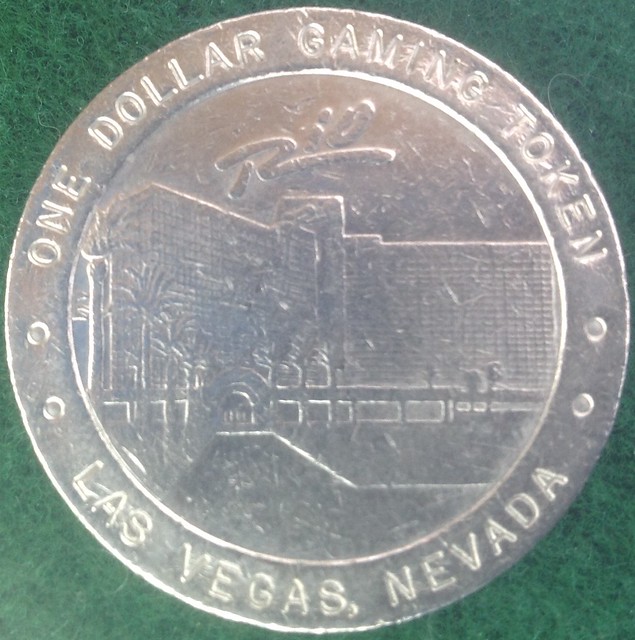 ONE DOLLAR GAMING TOKEN
Rio
LAS VEGAS, NEVADA